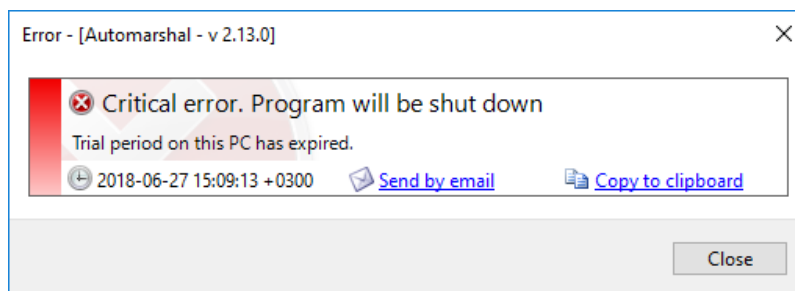 Error - [Automarshal - v 2.13.0]
Critical error. Program will be shut down
Trial period on this PC has expired.
2018-06-27 15:09:13 +0300 Send by email Copy to clipboard
Close